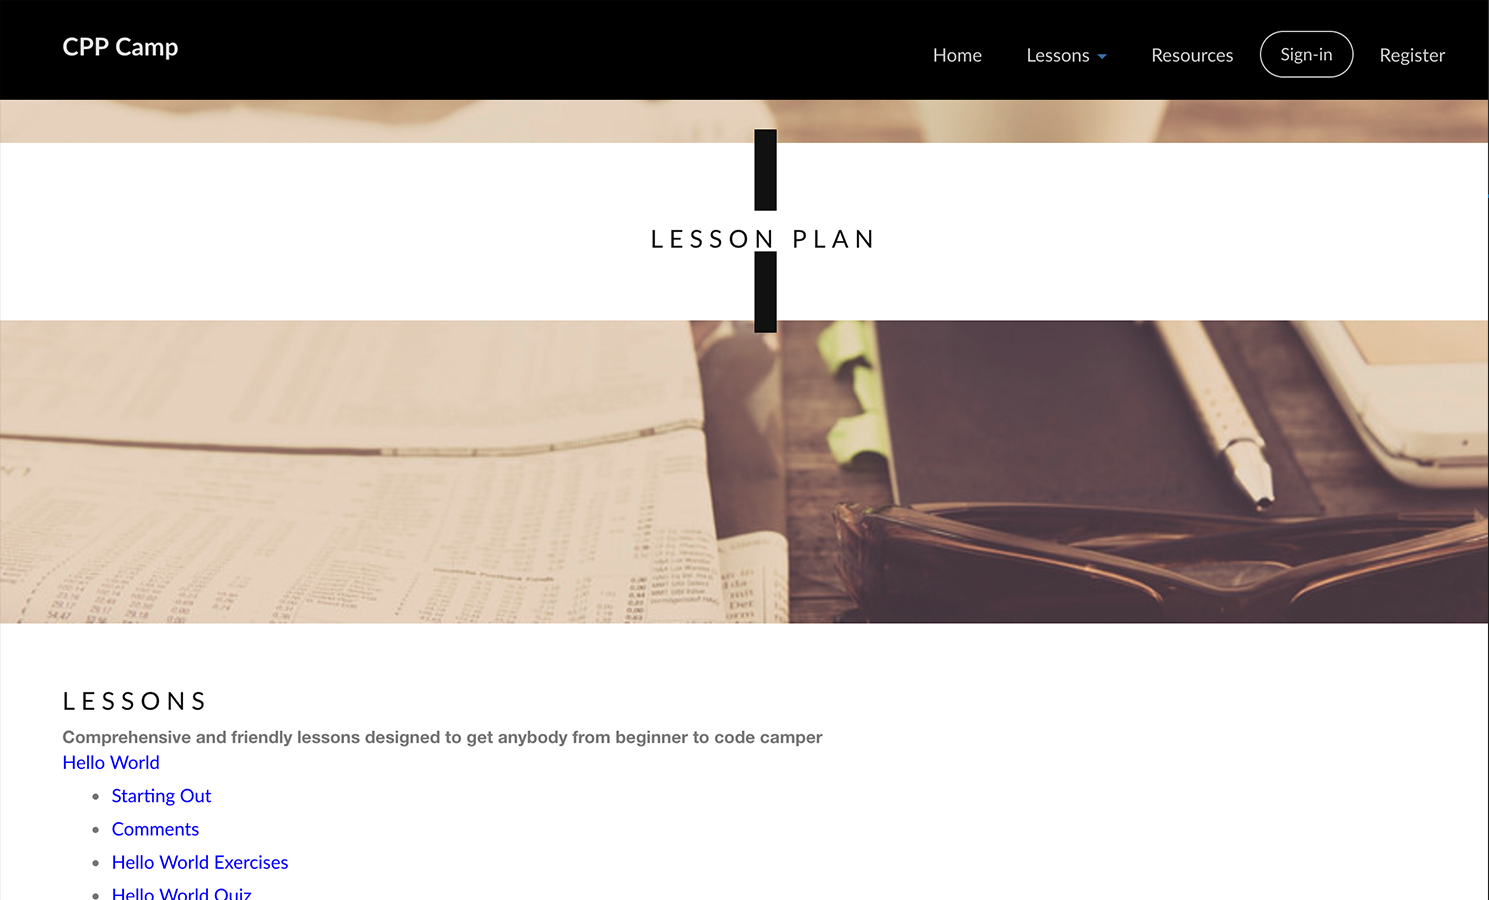 CPP Camp
Home Lessons Resources Sign-in Register
LESSON PLAN
LESSONS
Comprehensive and friendly lessons designed to get anybody from beginner to code camper
Hello World
Starting Out
Comments
Hello World Exercises
Hello World Quiz